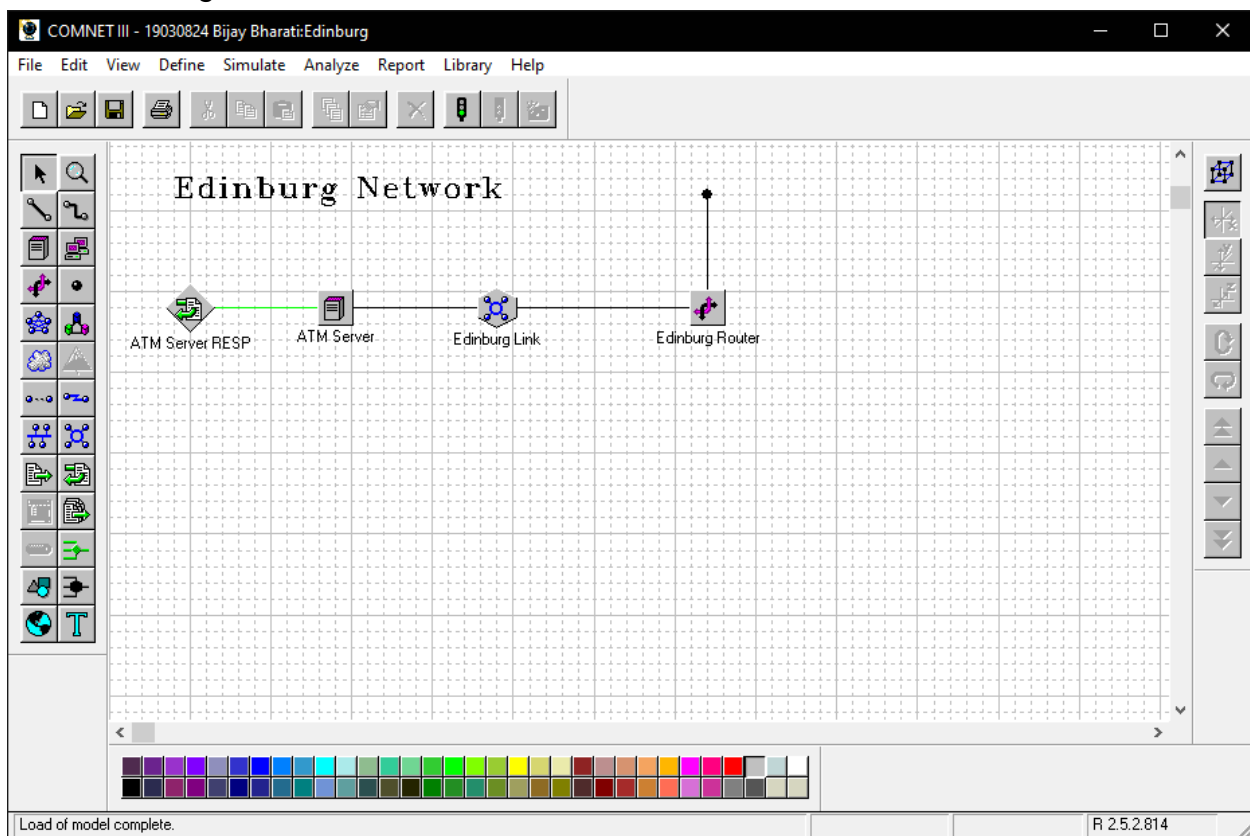 COMNET III - 19030824 Bijay Bharati:Edinburg
File Edit View Define Simulate Analyze Report Library Help
Edinburg Network
ATM Server RESP
ATM Server
Edinburg Link
Edinburg Router
Load of model complete.
R 2.5.2.814